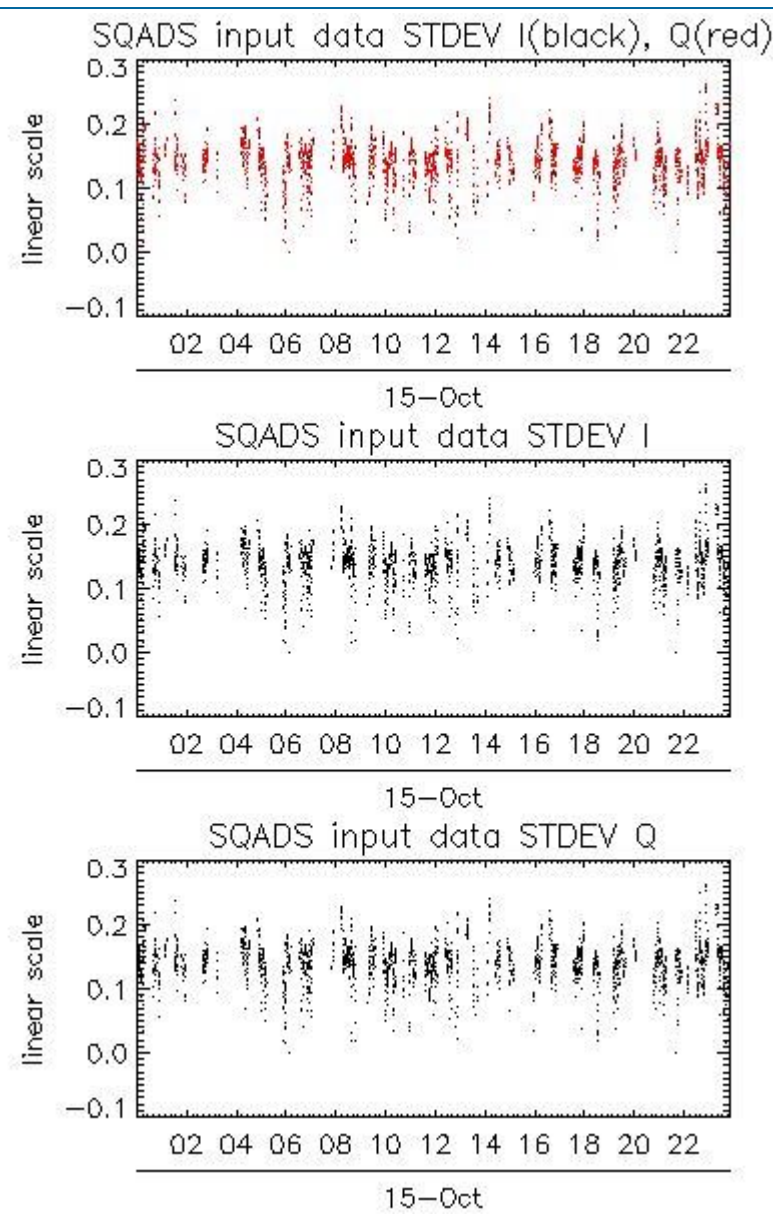 SQADS input data STDEV I(black), Q(red)
0.3
0.2
0.1
0.0
-0.1
linear scale
02 04 06 08 10 12 14 16 18 20 22
15-Oct
SQADS input data STDEV I
0.3
0.2
0.1
0.0
-0.1
linear scale
02 04 06 08 10 12 14 16 18 20 22
15-Oct
SQADS input data STDEV Q
0.3
0.2
0.1
0.0
-0.1
linear scale
02 04 06 08 10 12 14 16 18 20 22
15-Oct